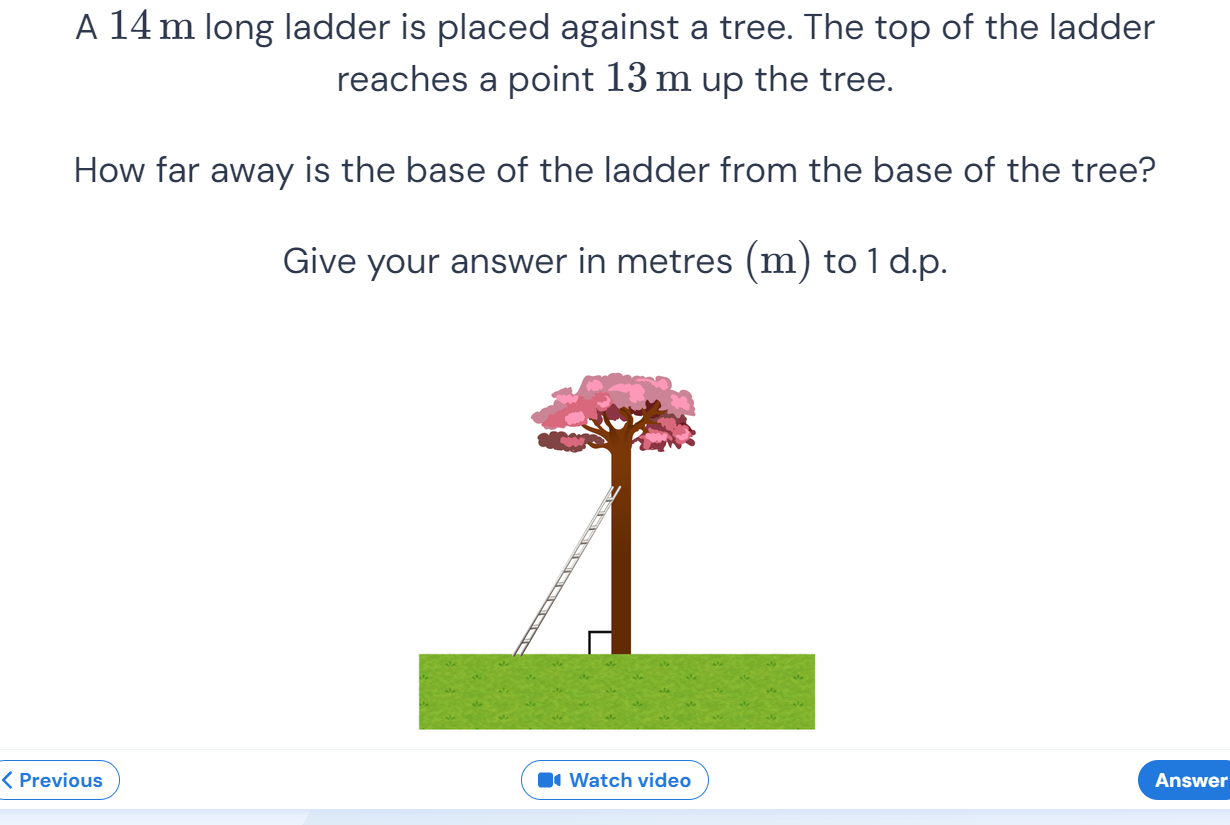 A 14 m long ladder is placed against a tree. The top of the ladder
reaches a point 13 m up the tree.
How far away is the base of the ladder from the base of the tree?
Give your answer in metres (m) to 1 d.p.
Previous
Watch video
Answer